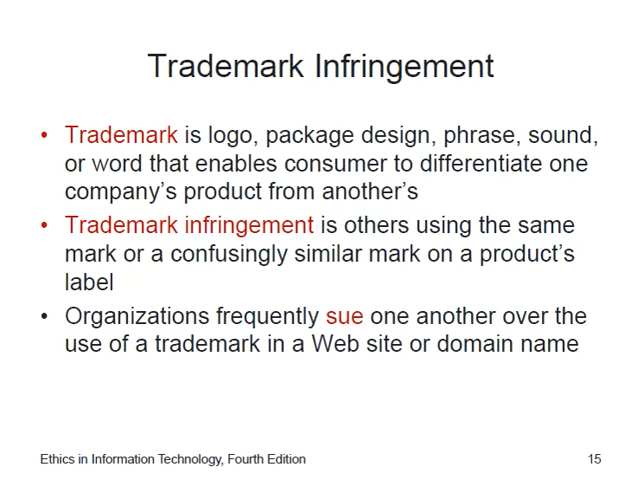 Trademark Infringement
• Trademark is logo, package design, phrase, sound,
or word that enables consumer to differentiate one
company's product from another's
• Trademark infringement is others using the same
mark or a confusingly similar mark on a product's
label
• Organizations frequently sue one another over the
use of a trademark in a Web site or domain name
Ethics in Information Technology, Fourth Edition
15